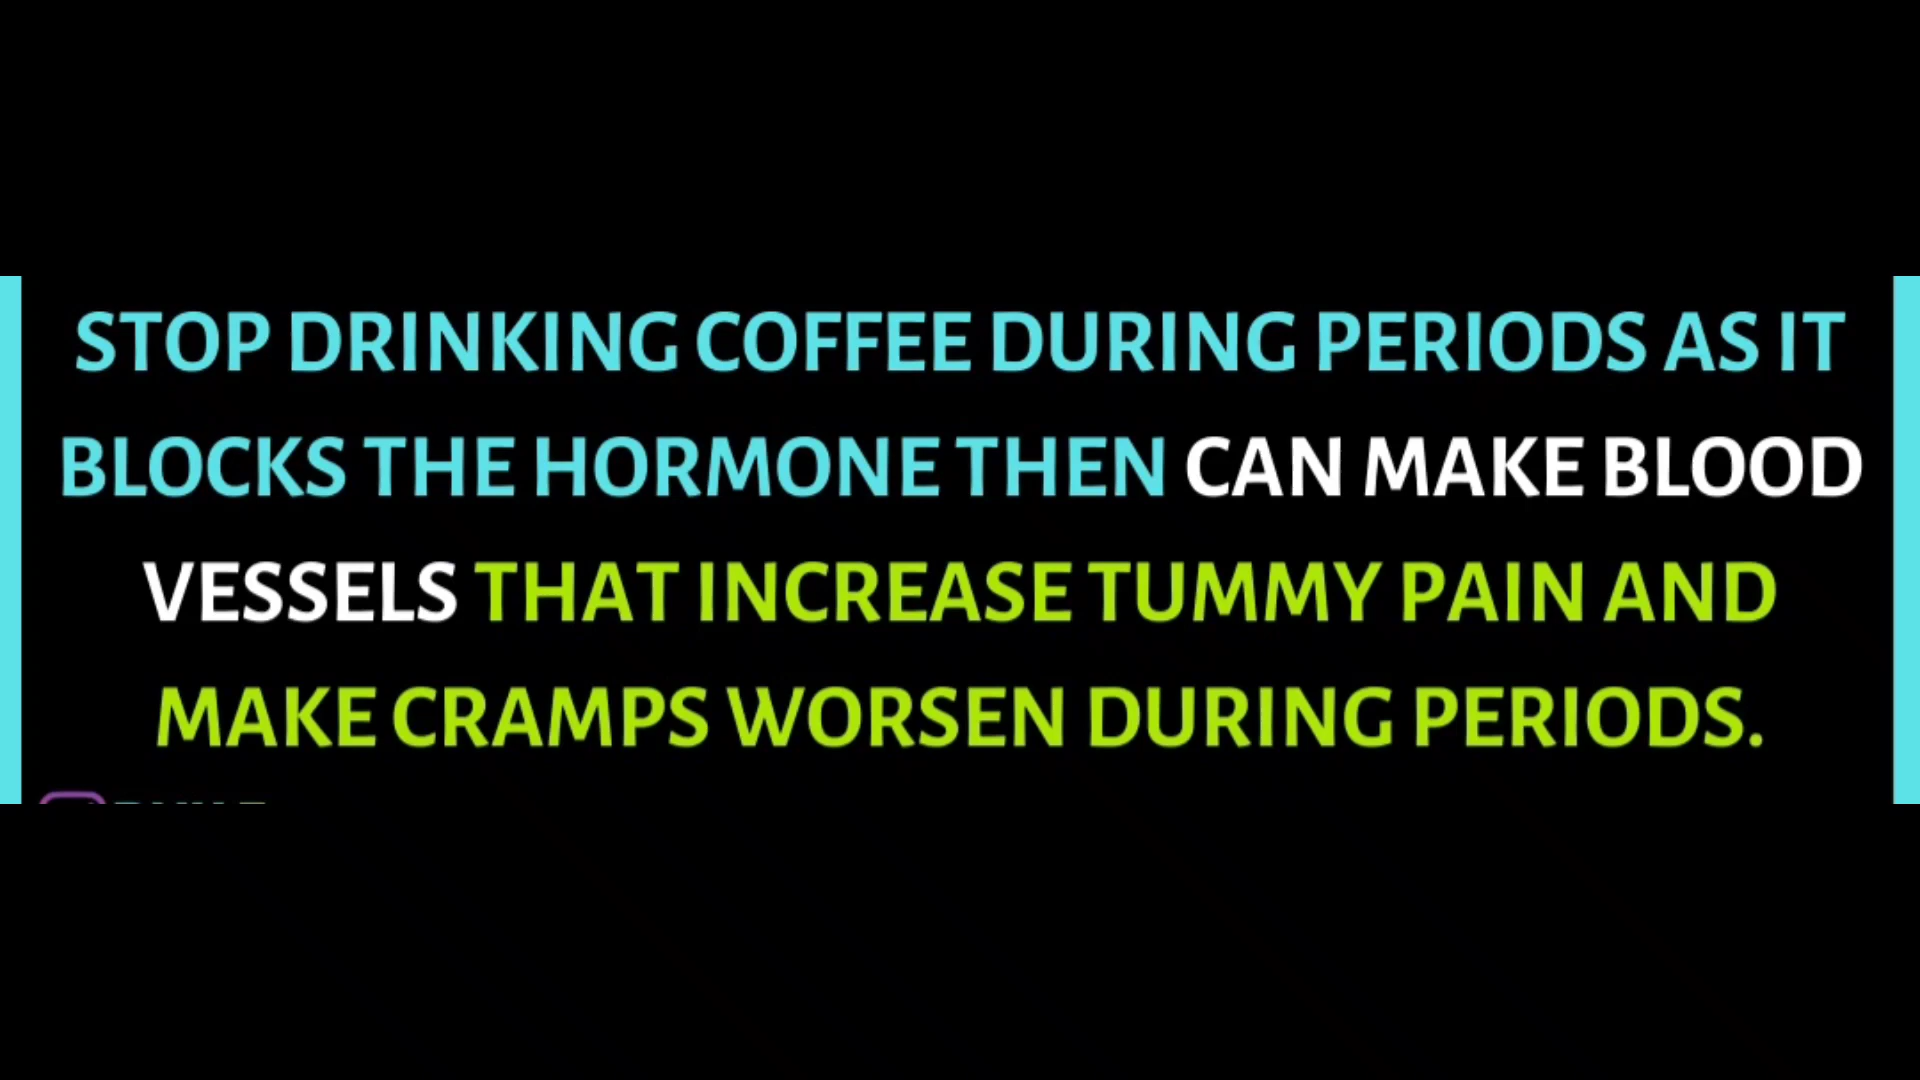 STOP DRINKING COFFEE DURING PERIODS AS IT
BLOCKS THE HORMONE THEN CAN MAKE BLOOD
VESSELS THAT INCREASE TUMMY PAIN AND
MAKE CRAMPS WORSEN DURING PERIODS.